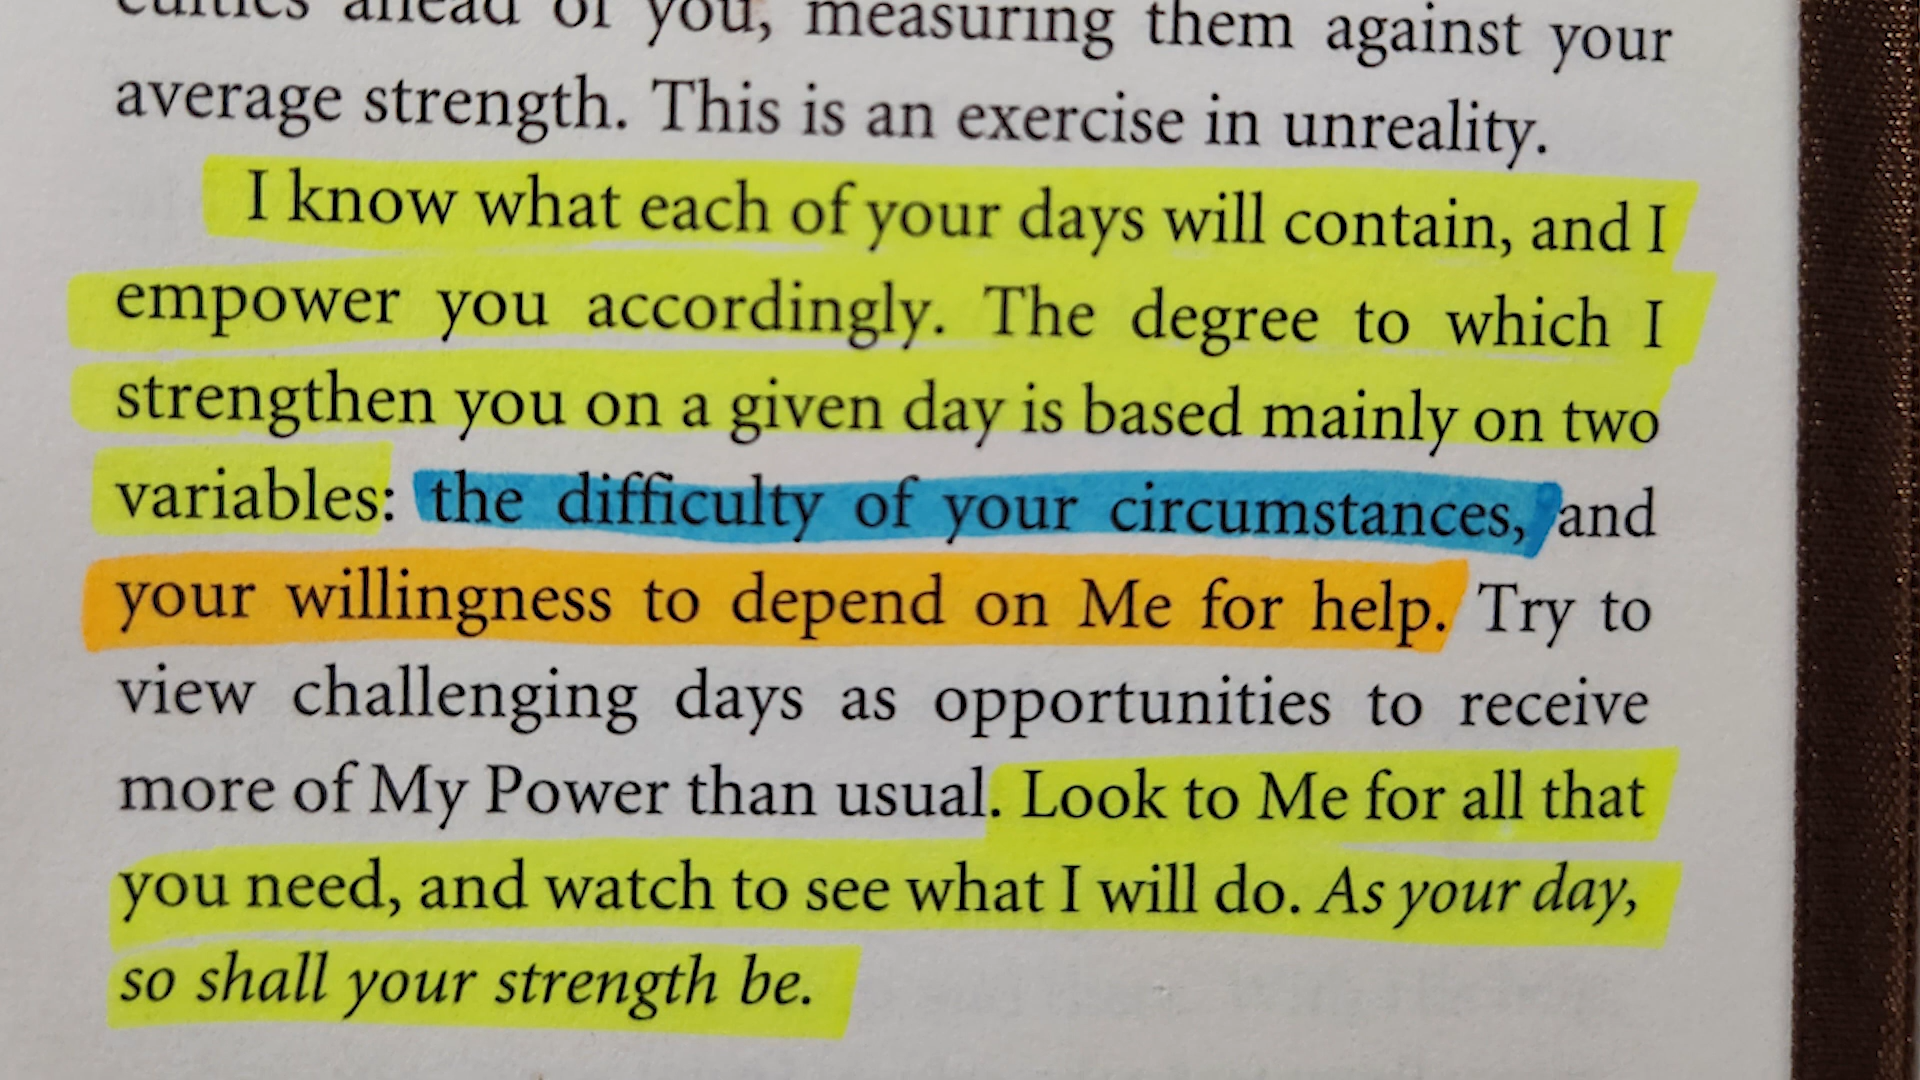 culties ahead of you, measuring them against your
average strength. This is an exercise in unreality.
I know what each of your days will contain, and I
empower you accordingly. The degree to which I
strengthen you on a given day is based mainly on two
variables: the difficulty of your circumstances, and
your willingness to depend on Me for help. Try to
view challenging days as opportunities to receive
more of My Power than usual. Look to Me for all that
you need, and watch to see what I will do. As your day,
so shall your strength be.